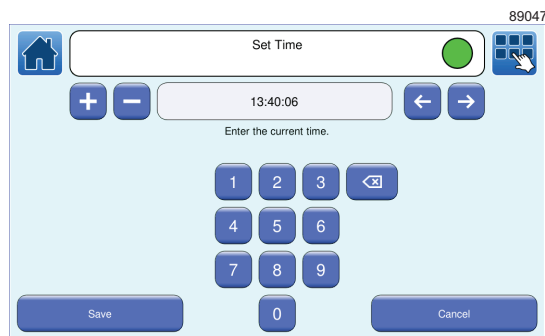 89047
Set Time
+ − 13:40:06 ← →
Enter the current time.
1 2 3
4 5 6
7 8 9
Save 0 Cancel